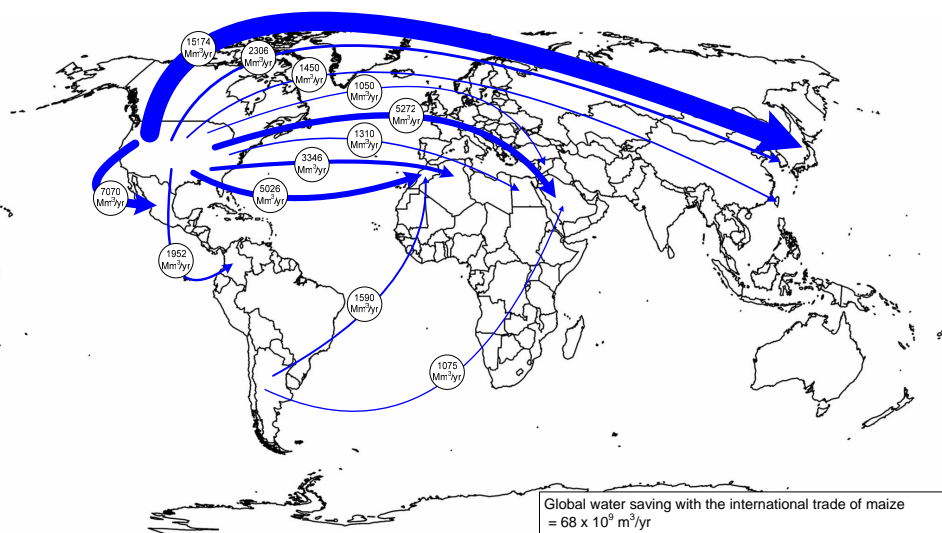 15174
Mm³/yr
2306
Mm³/yr
1450
Mm³/yr
1050
Mm³/yr
5272
Mm³/yr
1310
Mm³/yr
3346
Mm³/yr
5026
Mm³/yr
7070
Mm³/yr
1952
Mm³/yr
1590
Mm³/yr
1075
Mm³/yr
Global water saving with the international trade of maize
= 68 x 10⁹ m³/yr